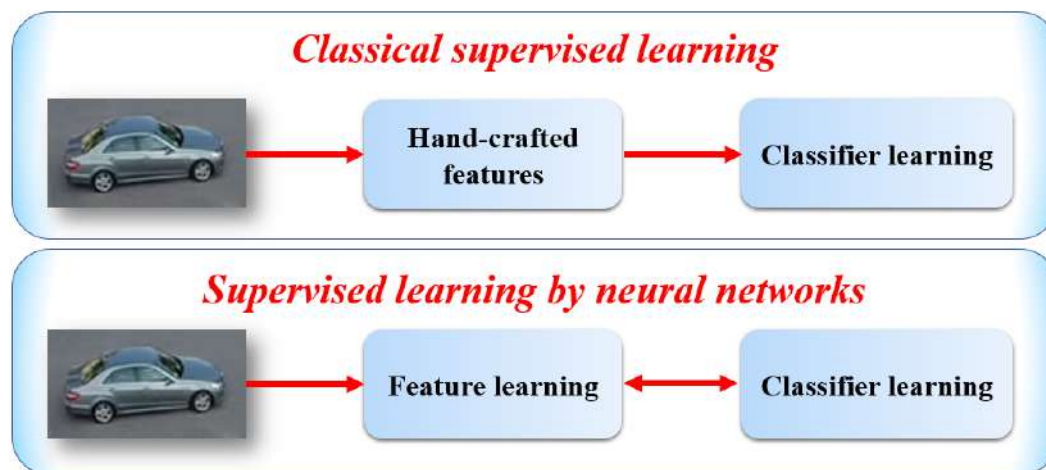 Classical supervised learning
Hand-crafted
features
Classifier learning
Supervised learning by neural networks
Feature learning
Classifier learning